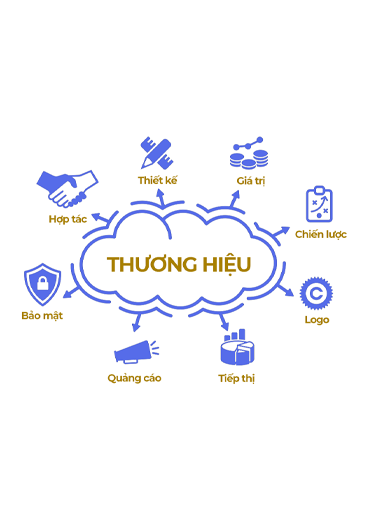 Thiết kế
Giá trị
Hợp tác
Chiến lược
THƯƠNG HIỆU
Bảo mật
C
Logo
Quảng cáo
Tiếp thị